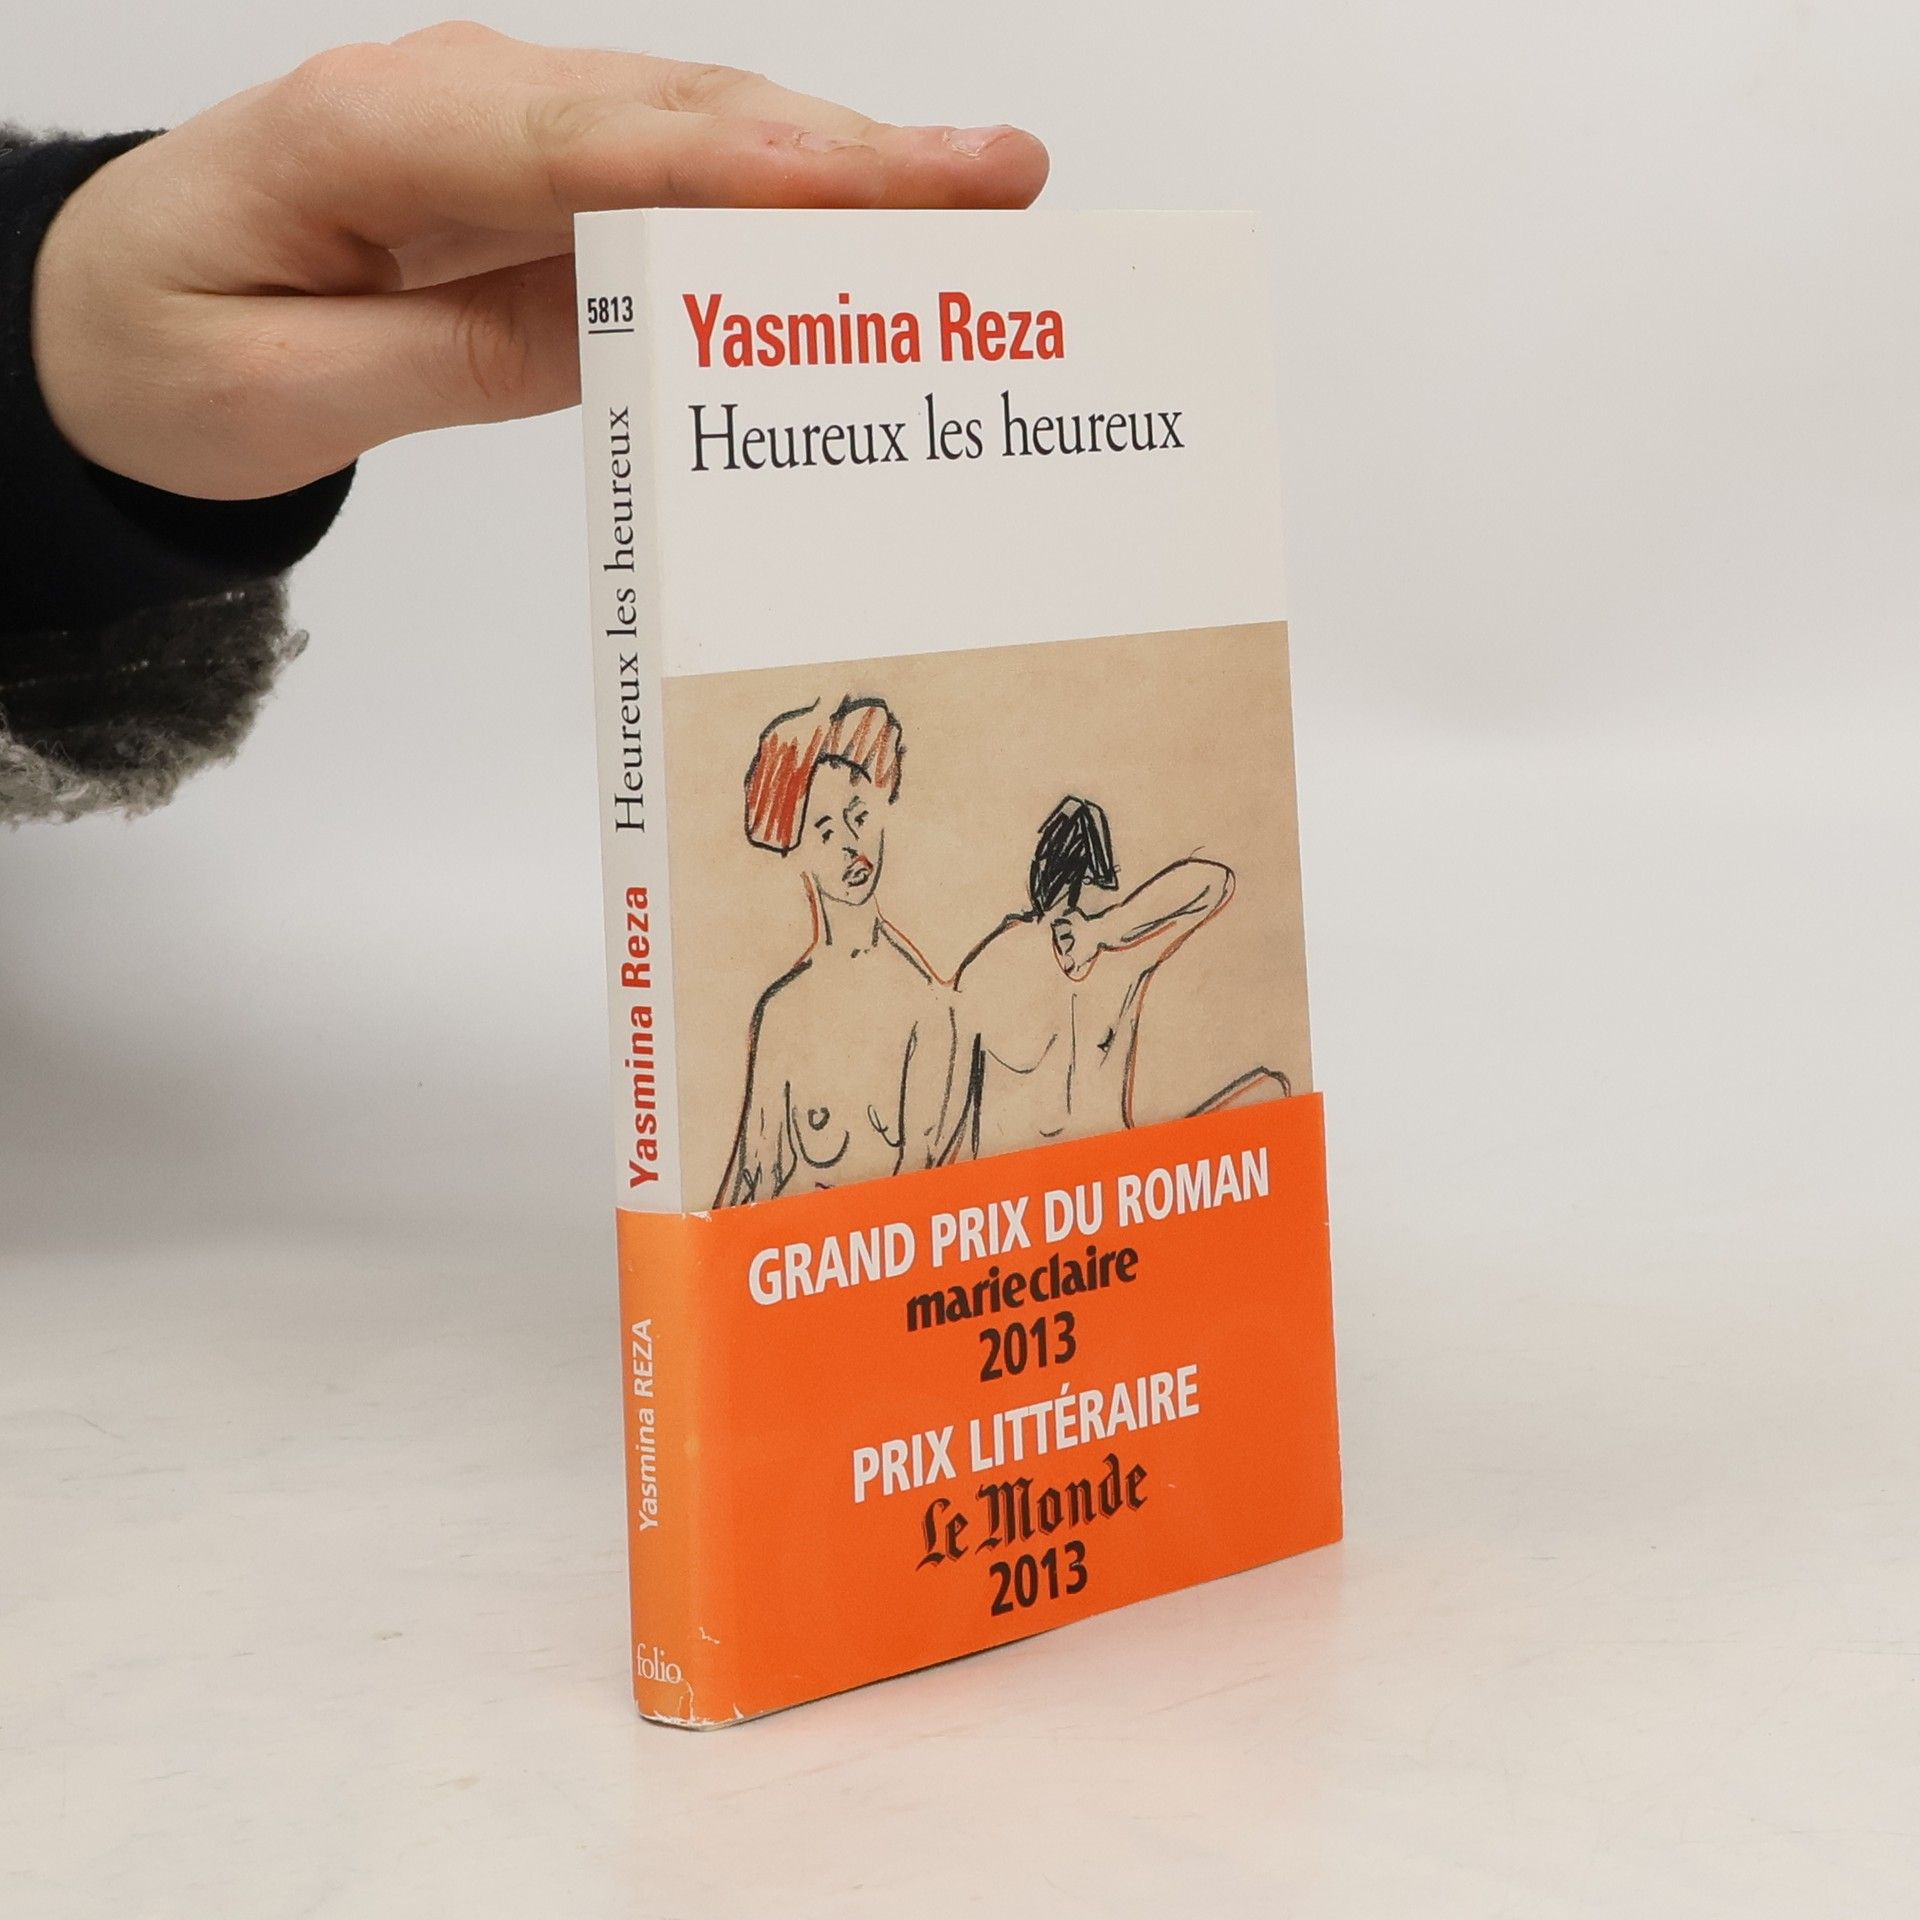 5813
Heureux les heureux
Yasmina Reza
Yasmina REZA
folio
Yasmina Reza
Heureux les heureux
GRAND PRIX DU ROMAN
marie claire
2013
PRIX LITTÉRAIRE
Le Monde
2013